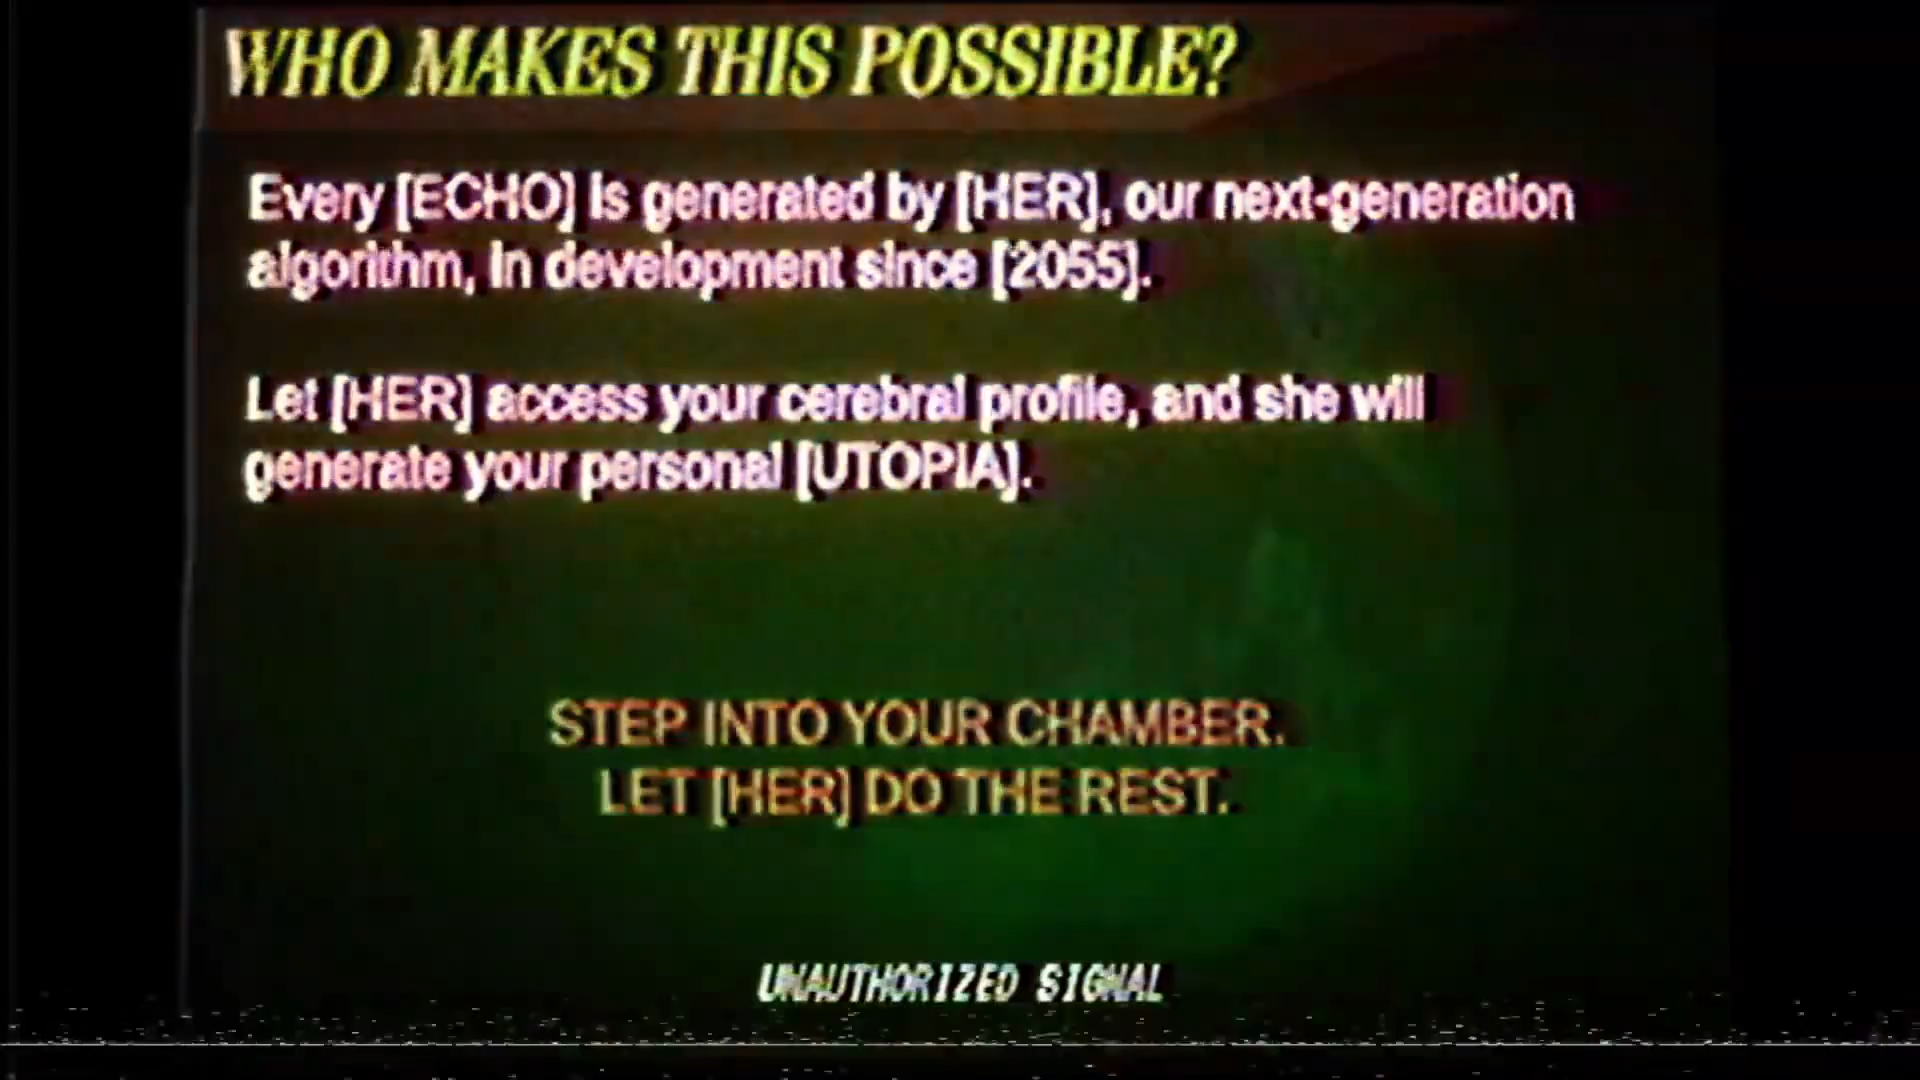 WHO MAKES THIS POSSIBLE?
Every [ECHO] is generated by [HER], our next-generation
algorithm, in development since [2055].
Let [HER] access your cerebral profile, and she will
generate your personal [UTOPIA].
STEP INTO YOUR CHAMBER.
LET [HER] DO THE REST.
UNAUTHORIZED SIGNAL